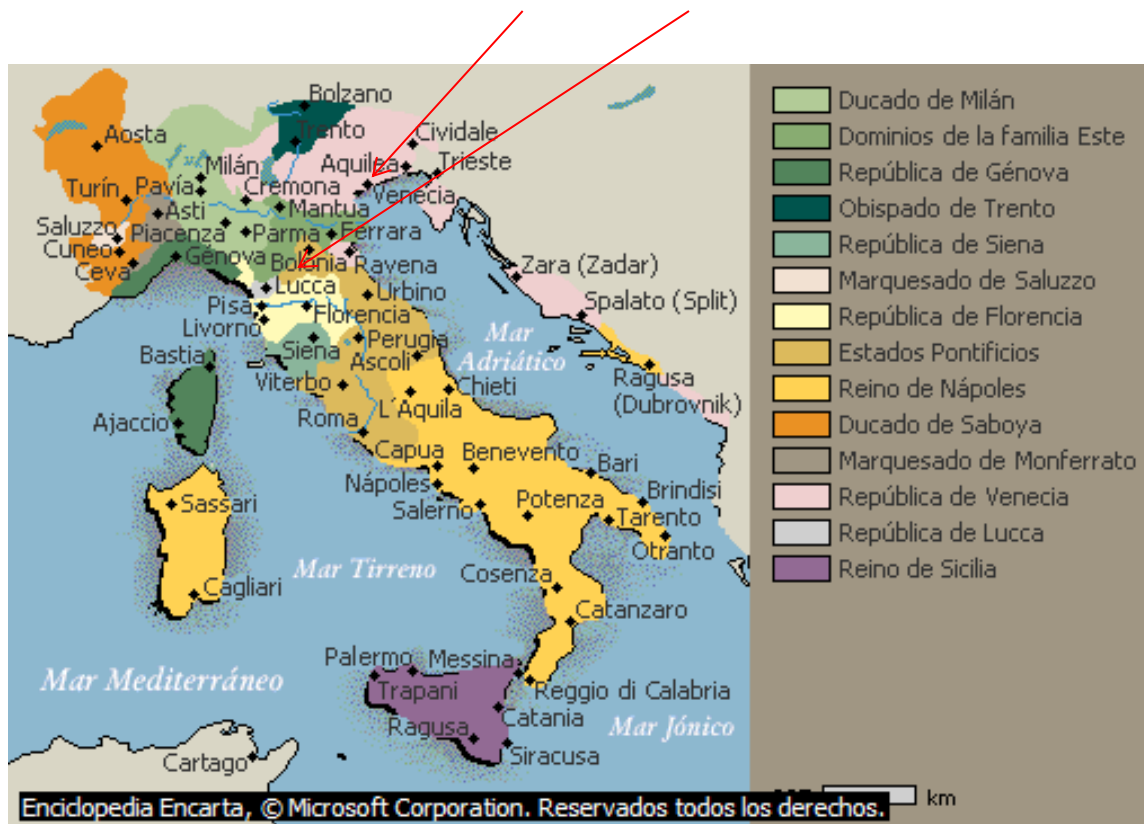 Bolzano
Trento
Cividale
Aosta
Milán
Aquilea
Trieste
Turín
Pavía
Cremona
Venecia
Asti
Mantua
Saluzzo
Piacenza
Parma
Ferrara
Cuneo
Génova
Bolonia
Ravena
Ceva
Zara (Zadar)
Lucca
Urbino
Pisa
Florencia
Spalato (Split)
Livorno
Mar
Adriático
Siena
Perugia
Bastia
Ascoli
Ragusa
(Dubrovnik)
Viterbo
Chieti
L´Aquila
Ajaccio
Roma
Capua
Benevento
Bari
Nápoles
Brindisi
Sassari
Salerno
Potenza
Tarento
Otranto
Mar Tirreno
Cosenza
Cagliari
Catanzaro
Palermo
Messina
Mar Mediterráneo
Trapani
Reggio di Calabria
Catania
Mar Jónico
Ragusa
Siracusa
Cartago
Ducado de Milán
Dominios de la familia Este
República de Génova
Obispado de Trento
República de Siena
Marquesado de Saluzzo
República de Florencia
Estados Pontificios
Reino de Nápoles
Ducado de Saboya
Marquesado de Monferrato
República de Venecia
República de Lucca
Reino de Sicilia
km
Enciclopedia Encarta, © Microsoft Corporation. Reservados todos los derechos.